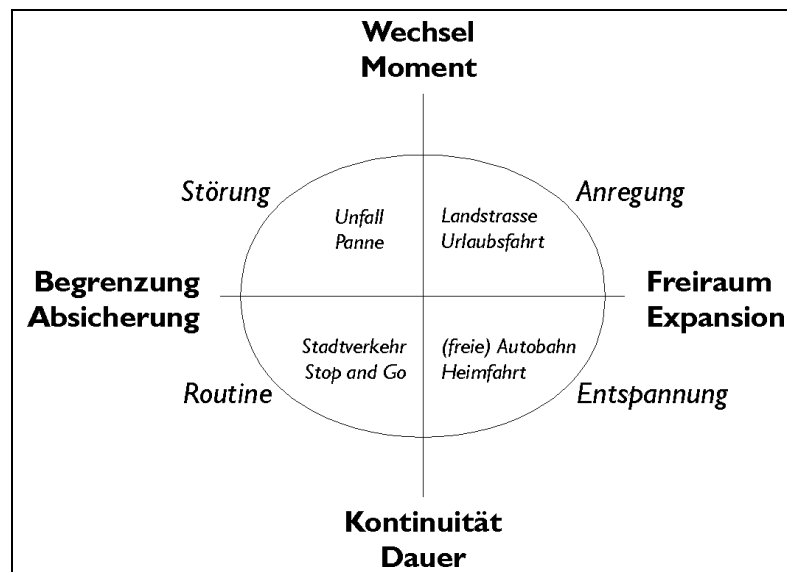 Wechsel
Moment
Störung
Anregung
Unfall
Panne
Landstrasse
Urlaubsfahrt
Begrenzung
Absicherung
Freiraum
Expansion
Stadtverkehr
Stop and Go
(freie) Autobahn
Heimfahrt
Routine
Entspannung
Kontinuität
Dauer